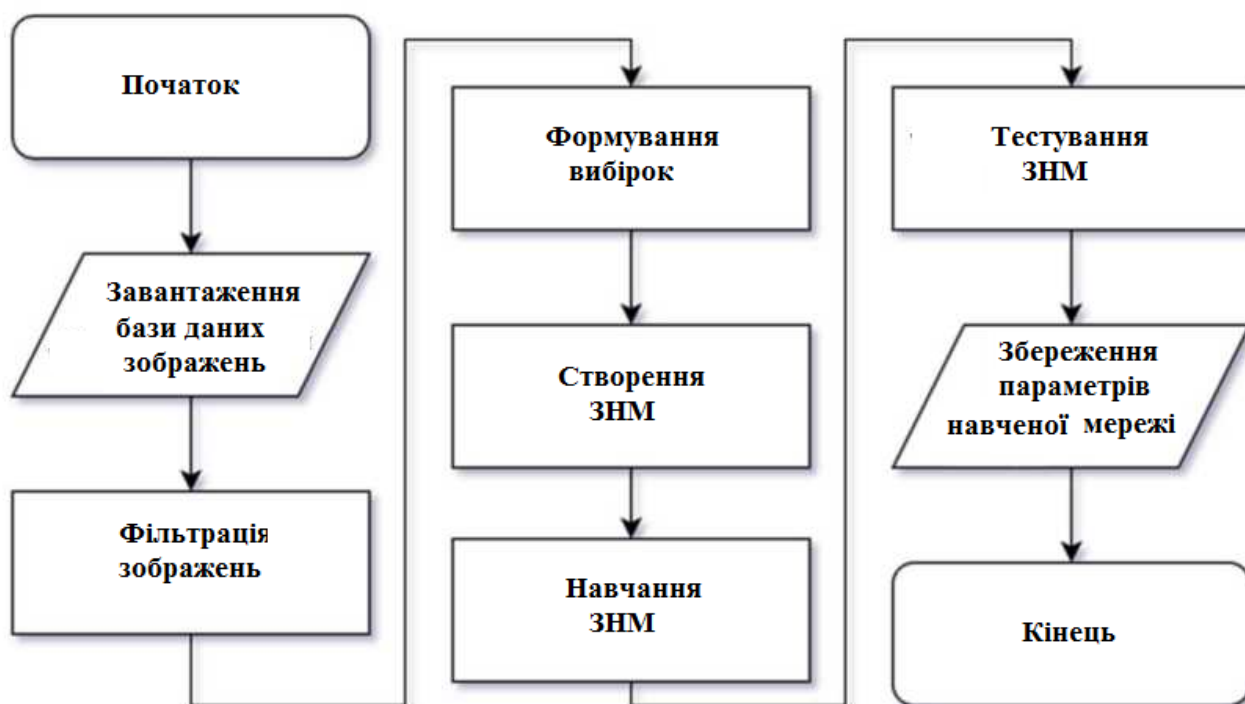 Початок
Завантаження
бази даних
зображень
Фільтрація
зображень
Формування
вибірок
Створення
ЗНМ
Навчання
ЗНМ
Тестування
ЗНМ
Збереження
параметрів
навченої мережі
Кінець